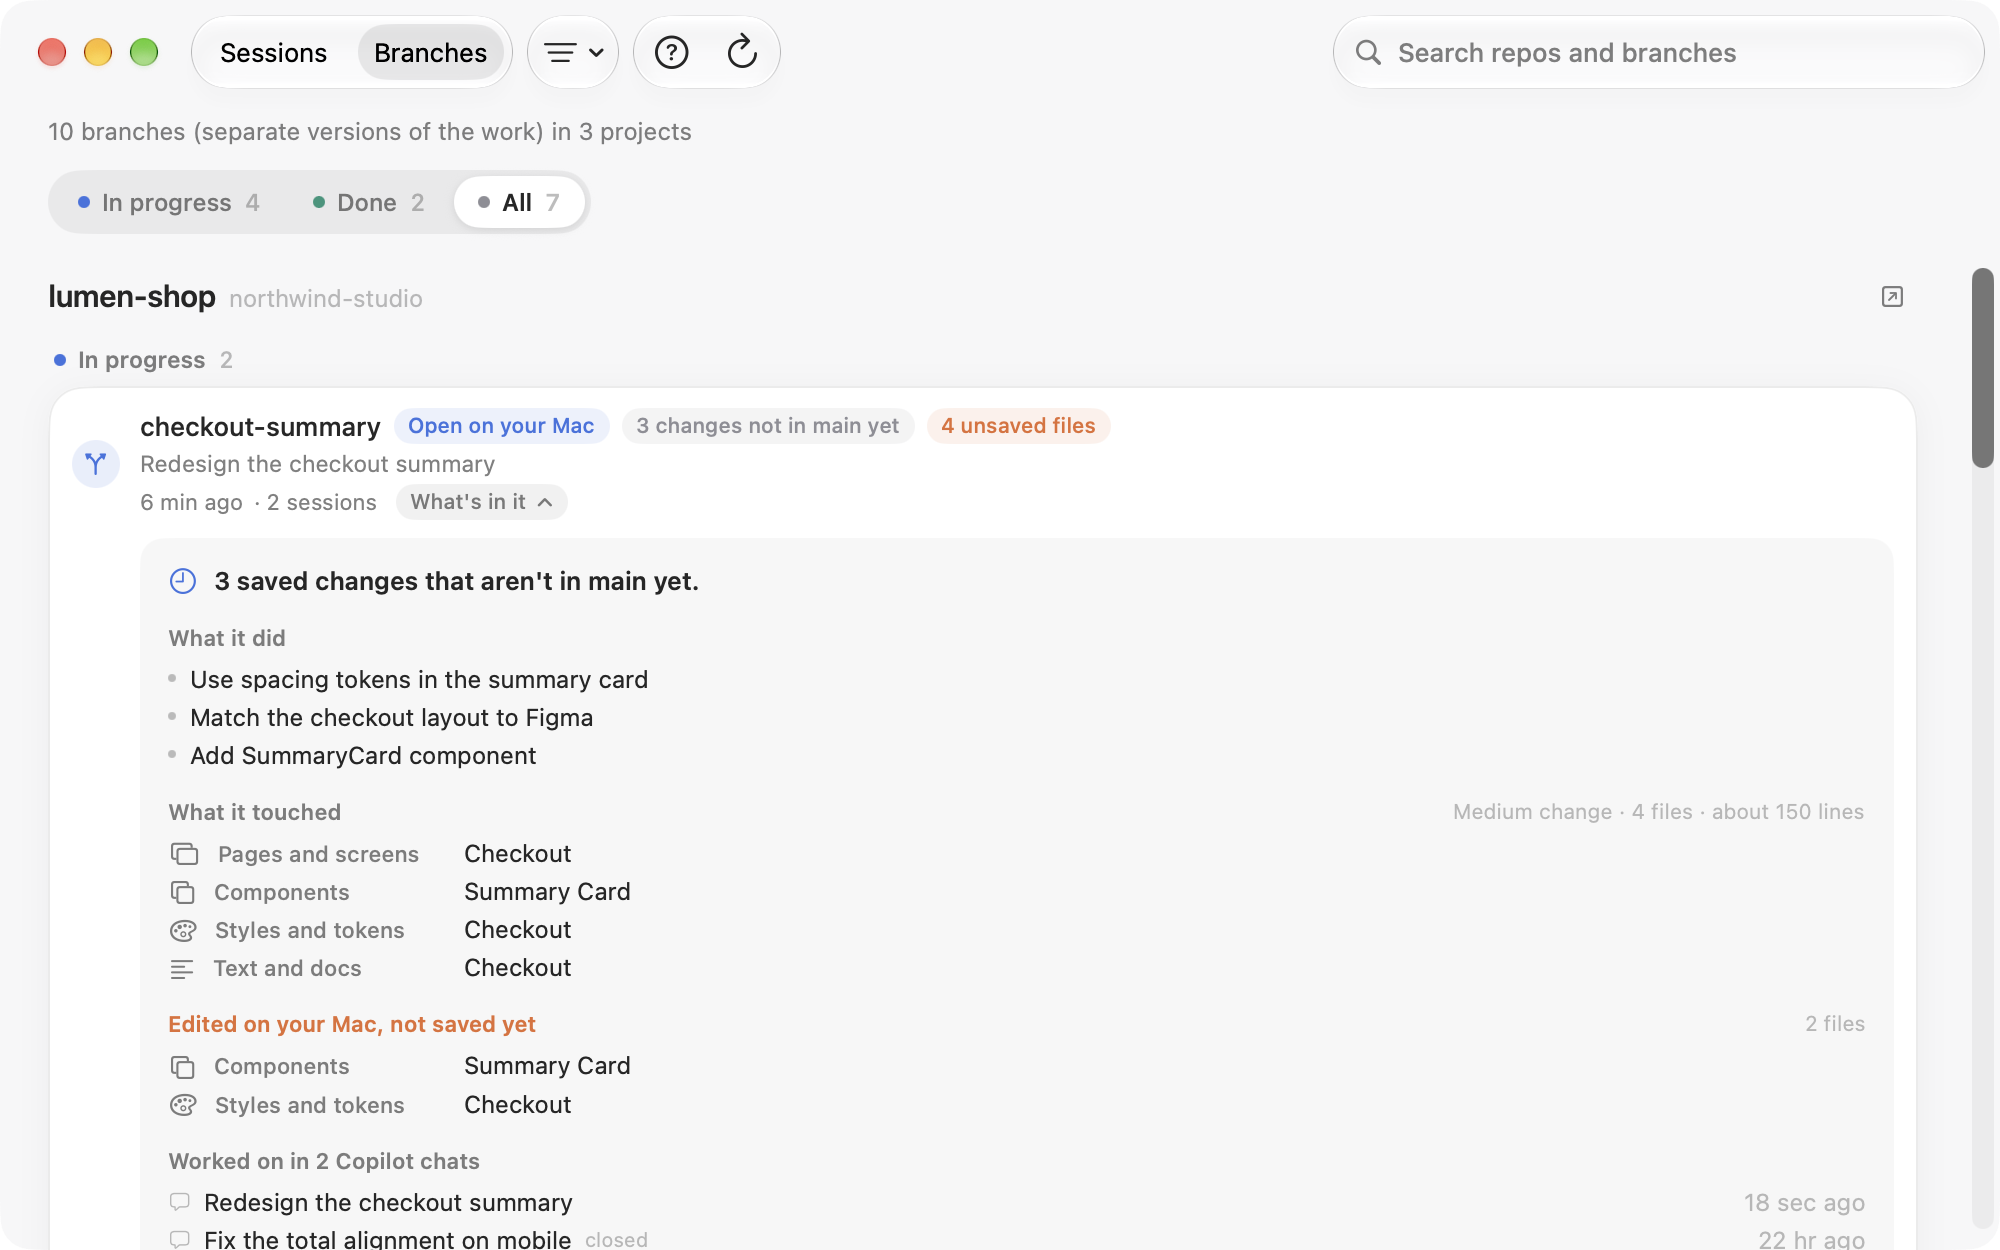 Sessions Branches Search repos and branches
10 branches (separate versions of the work) in 3 projects
In progress 4 Done 2 All 7
lumen-shop northwind-studio
In progress 2
checkout-summary Open on your Mac 3 changes not in main yet 4 unsaved files
Redesign the checkout summary
6 min ago · 2 sessions What's in it
3 saved changes that aren't in main yet.
What it did
Use spacing tokens in the summary card
Match the checkout layout to Figma
Add SummaryCard component
What it touched Medium change · 4 files · about 150 lines
Pages and screens Checkout
Components Summary Card
Styles and tokens Checkout
Text and docs Checkout
Edited on your Mac, not saved yet 2 files
Components Summary Card
Styles and tokens Checkout
Worked on in 2 Copilot chats
Redesign the checkout summary 18 sec ago
Fix the total alignment on mobile closed 22 hr ago